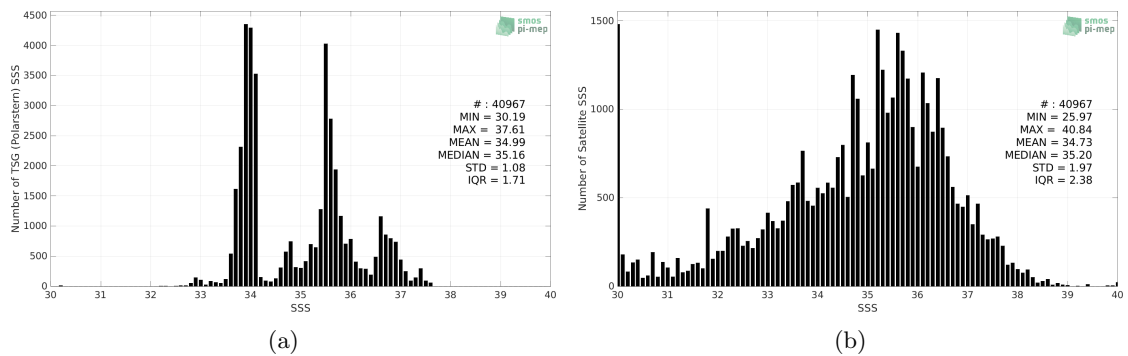 smos
pi-mep
4500
4000
3500
3000
2500
2000
1500
1000
500
0
Number of TSG (Polarstern) SSS
# : 40967
MIN = 30.19
MAX = 37.61
MEAN = 34.99
MEDIAN = 35.16
STD = 1.08
IQR = 1.71
30 31 32 33 34 35 36 37 38 39 40
SSS
(a)
smos
pi-mep
1500
1000
500
0
Number of Satellite SSS
# : 40967
MIN = 25.97
MAX = 40.84
MEAN = 34.73
MEDIAN = 35.20
STD = 1.97
IQR = 2.38
30 31 32 33 34 35 36 37 38 39 40
SSS
(b)